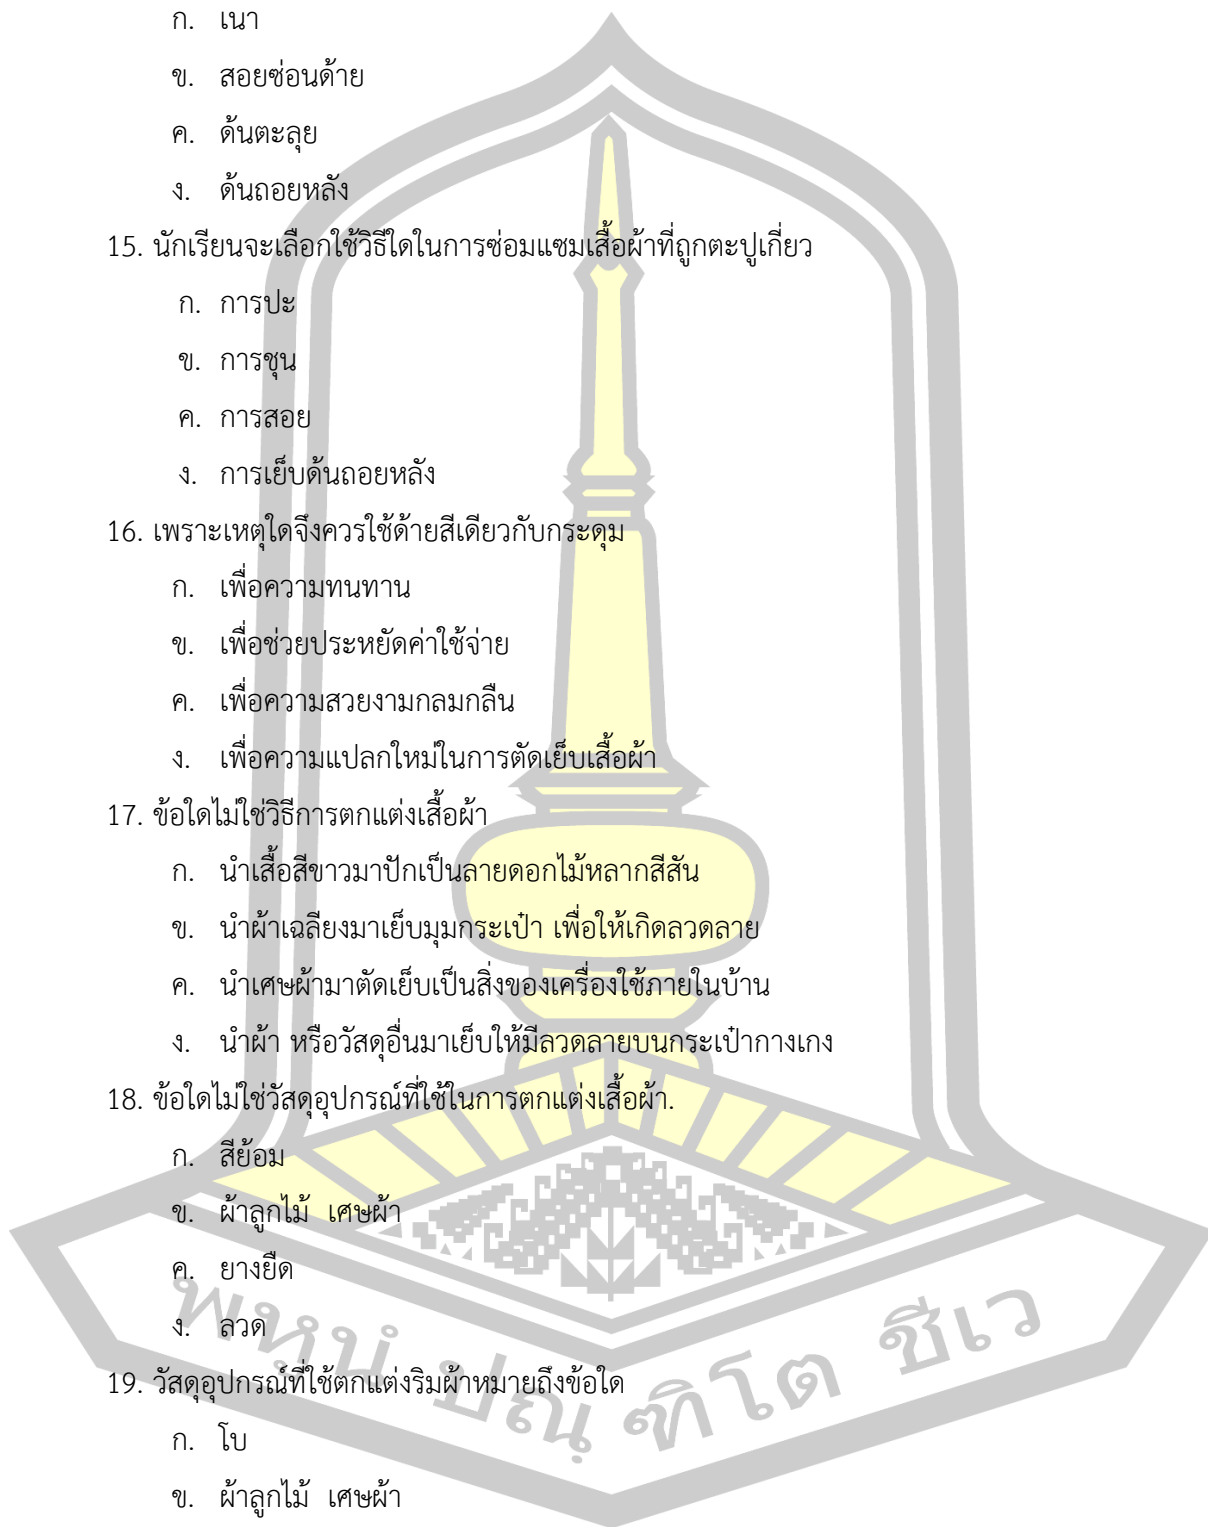 ก. เนา
ข. สอยซ่อนด้าย
ค. ด้นตะลุย
ง. ด้นถอยหลัง
15. นักเรียนจะเลือกใช้วิธีใดในการซ่อมแซมเสื้อผ้าที่ถูกตะปูเกี่ยว
ก. การปะ
ข. การชุน
ค. การสอย
ง. การเย็บด้นถอยหลัง
16. เพราะเหตุใดจึงควรใช้ด้ายสีเดียวกับกระดุม
ก. เพื่อความทนทาน
ข. เพื่อช่วยประหยัดค่าใช้จ่าย
ค. เพื่อความสวยงามกลมกลืน
ง. เพื่อความแปลกใหม่ในการตัดเย็บเสื้อผ้า
17. ข้อใดไม่ใช่วิธีการตกแต่งเสื้อผ้า
ก. นำเสื้อสีขาวมาปักเป็นลายดอกไม้หลากสีสัน
ข. นำผ้าเฉลียงมาเย็บมุมกระเป๋า เพื่อให้เกิดลวดลาย
ค. นำเศษผ้ามาตัดเย็บเป็นสิ่งของเครื่องใช้ภายในบ้าน
ง. นำผ้า หรือวัสดุอื่นมาเย็บให้มีลวดลายบนกระเป๋ากางเกง
18. ข้อใดไม่ใช่วัสดุอุปกรณ์ที่ใช้ในการตกแต่งเสื้อผ้า.
ก. สีย้อม
ข. ผ้าลูกไม้ เศษผ้า
ค. ยางยืด
ง. ลวด
19. วัสดุอุปกรณ์ที่ใช้ตกแต่งริมผ้าหมายถึงข้อใด
ก. โบ
ข. ผ้าลูกไม้ เศษผ้า
พหุนํ ปณฺฑิโต ชีเว